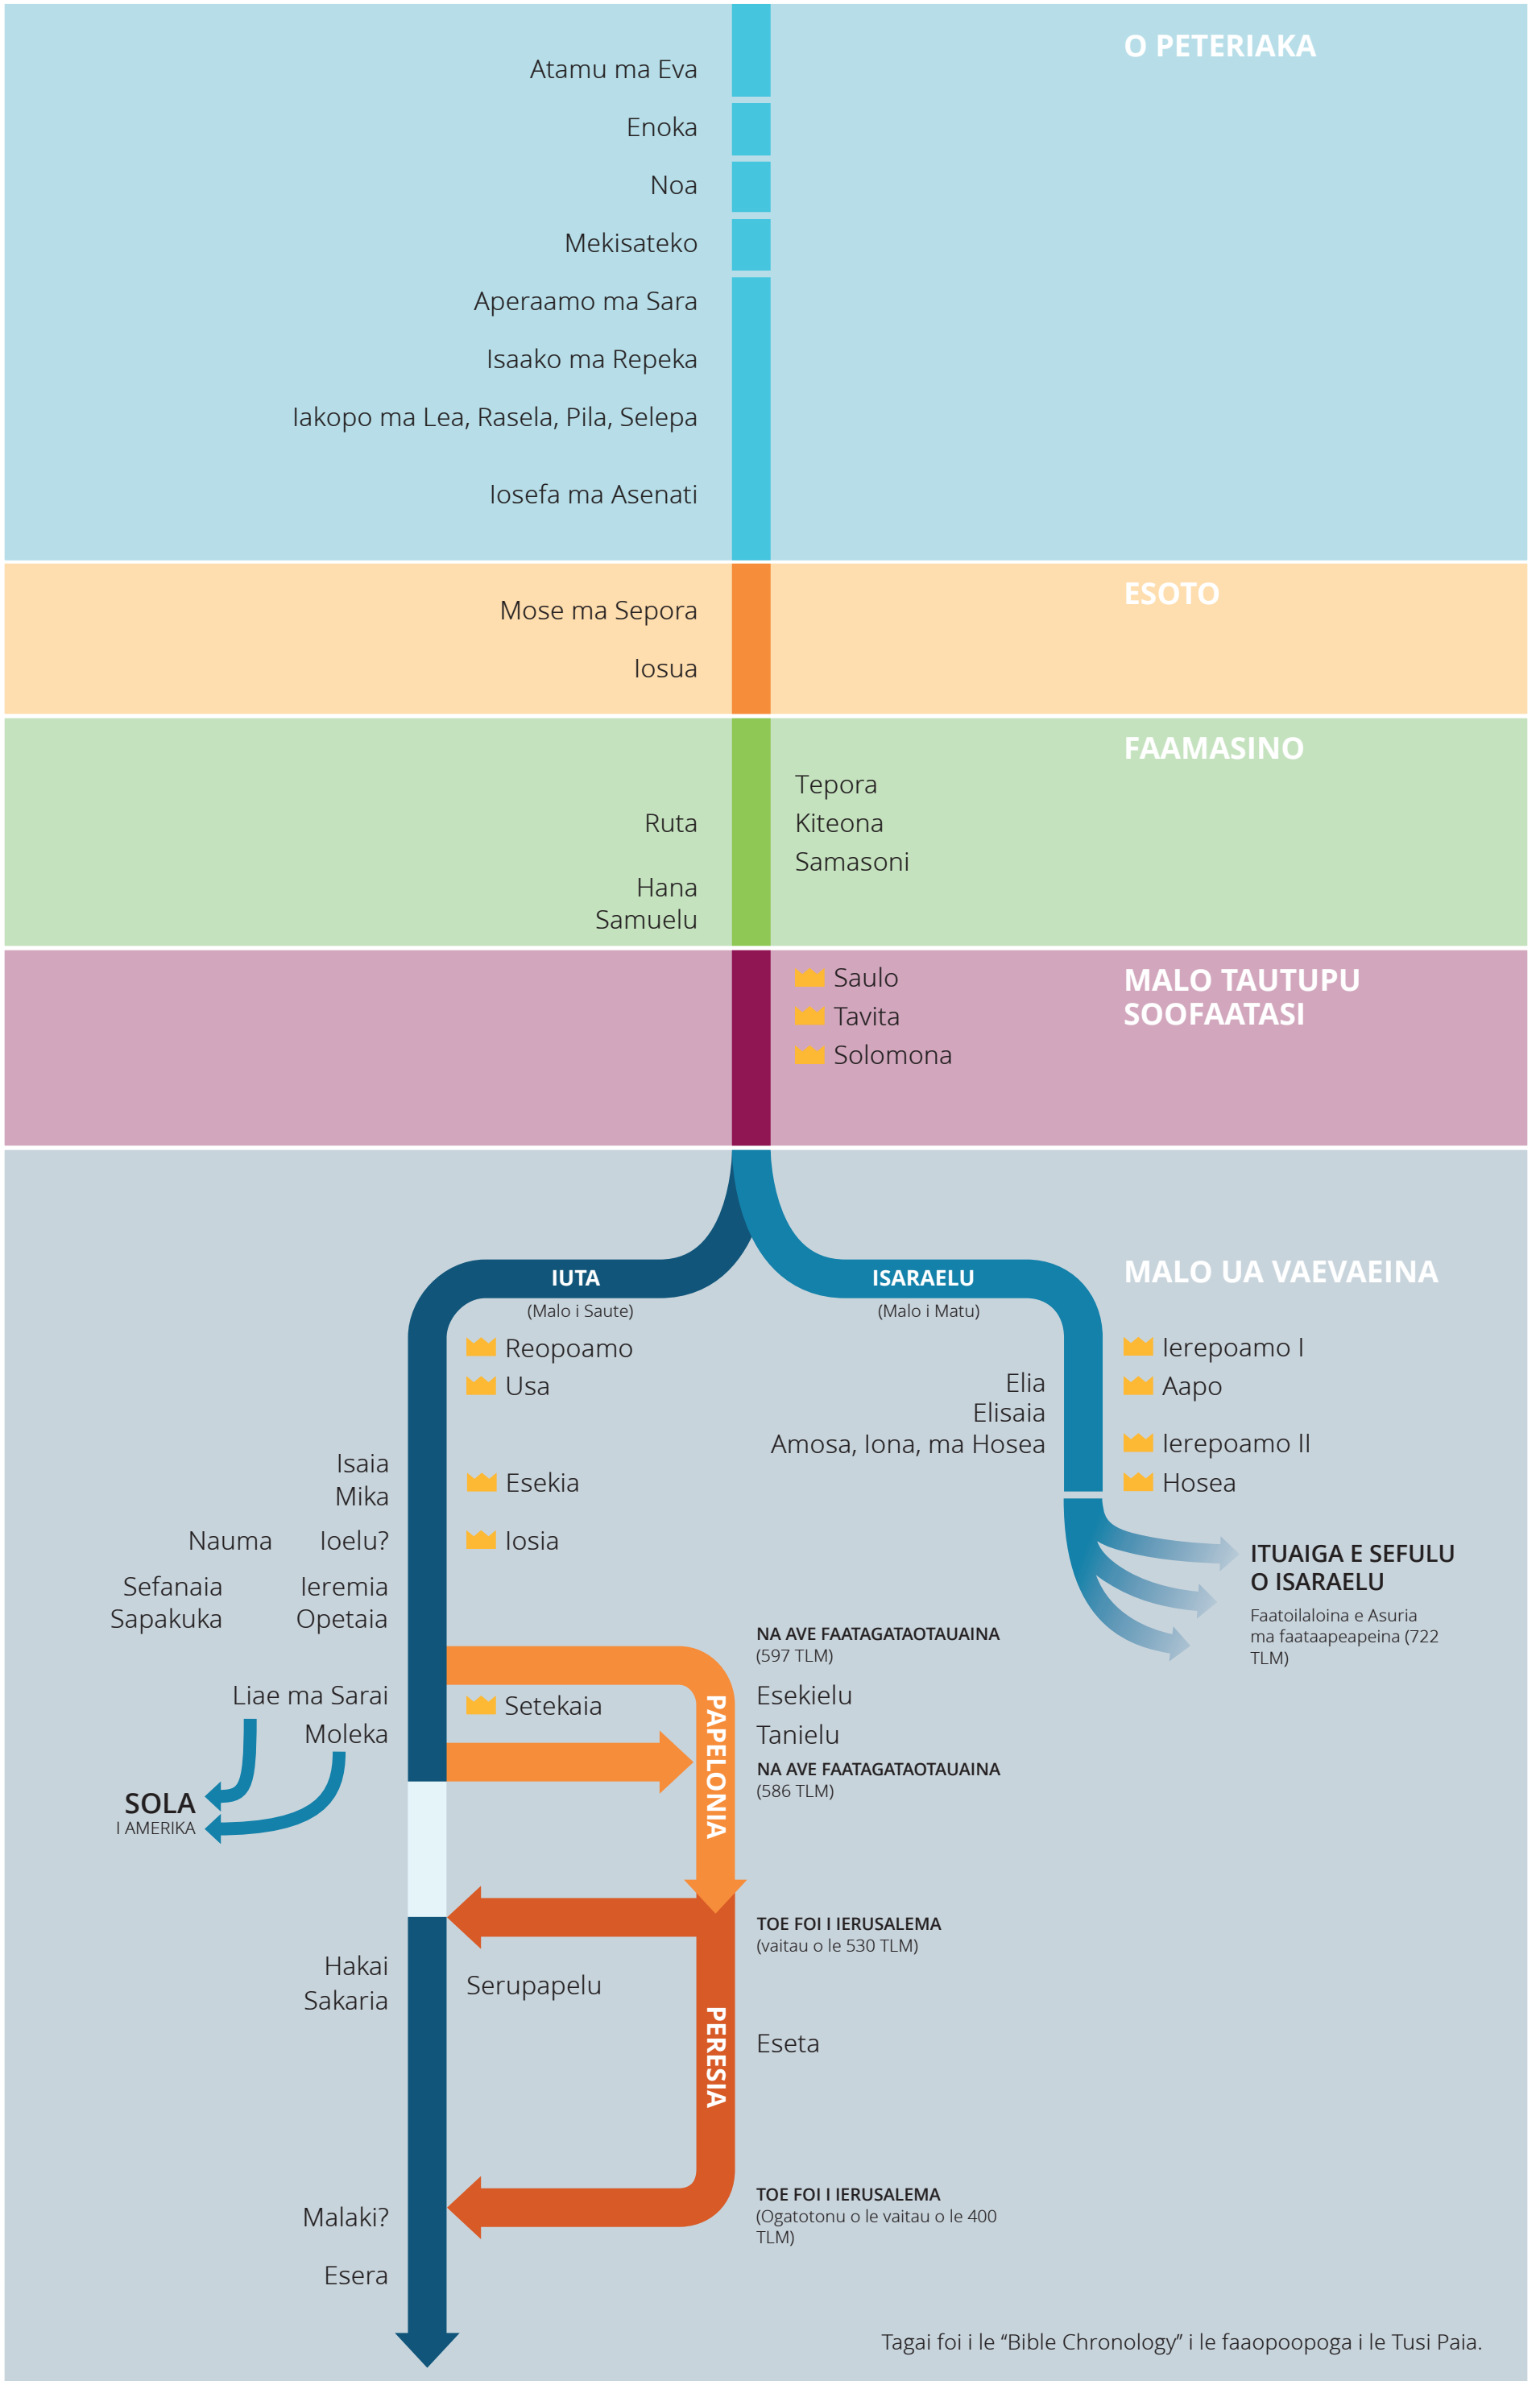 O PETERIAKA
Atamu ma Eva
Enoka
Noa
Mekisateko
Aperaamo ma Sara
Isaako ma Repeka
Iakopo ma Lea, Rasela, Pila, Selepa
Iosefa ma Asenati
ESOTO
Mose ma Sepora
Iosua
FAAMASINO
Tepora
Ruta
Kiteona
Samasoni
Hana
Samuelu
MALO TAUTUPU
SOOFAATASI
Saulo
Tavita
Solomona
MALO UA VAEVAEINA
IUTA
(Malo i Saute)
Reopoamo
Usa
Isaia
Mika
Esekia
Nauma
Ioelu?
Iosia
Sefanaia
Sapakuka
Ieremia
Opetaia
ISARAELU
(Malo i Matu)
Elia
Elisaia
Amosa, Iona, ma Hosea
Ierepoamo I
Aapo
Ierepoamo II
Hosea
ITUAIGA E SEFULU
O ISARAELU
Faatoilaloina e Asuria
ma faataapeapeina (722
TLM)
NA AVE FAATAGATAOTAUAINA
(597 TLM)
Liae ma Sarai
Moleka
SOLA
I AMERIKA
Setekaia
PAPELONIA
Esekielu
Tanielu
NA AVE FAATAGATAOTAUAINA
(586 TLM)
TOE FOI I IERUSALEMA
(vaitau o le 530 TLM)
Hakai
Sakaria
Serupapelu
PERESIA
Eseta
TOE FOI I IERUSALEMA
(Ogatotonu o le vaitau o le 400
TLM)
Malaki?
Esera
Tagai foi i le “Bible Chronology” i le faaopoopoga i le Tusi Paia.